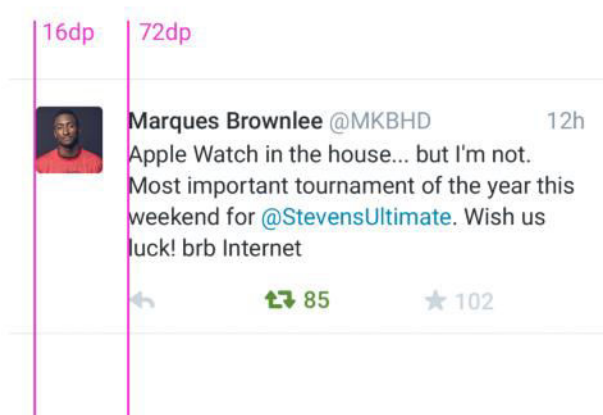 16dp 72dp
Marques Brownlee @MKBHD 12h
Apple Watch in the house... but I'm not.
Most important tournament of the year this
weekend for @StevensUltimate. Wish us
luck! brb Internet
85 102